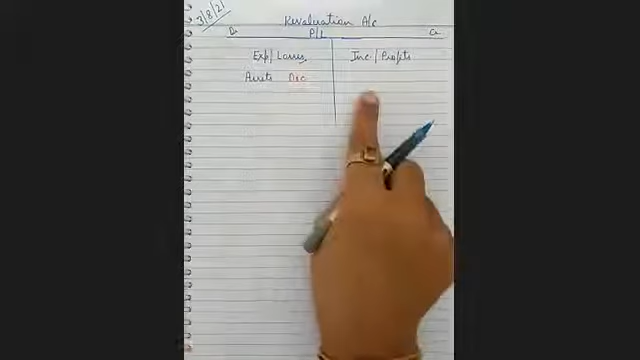 3/8/21
Revaluation A/c
Dr P/L Cr
Exp/Losses Inc/Profits
Assets Dec